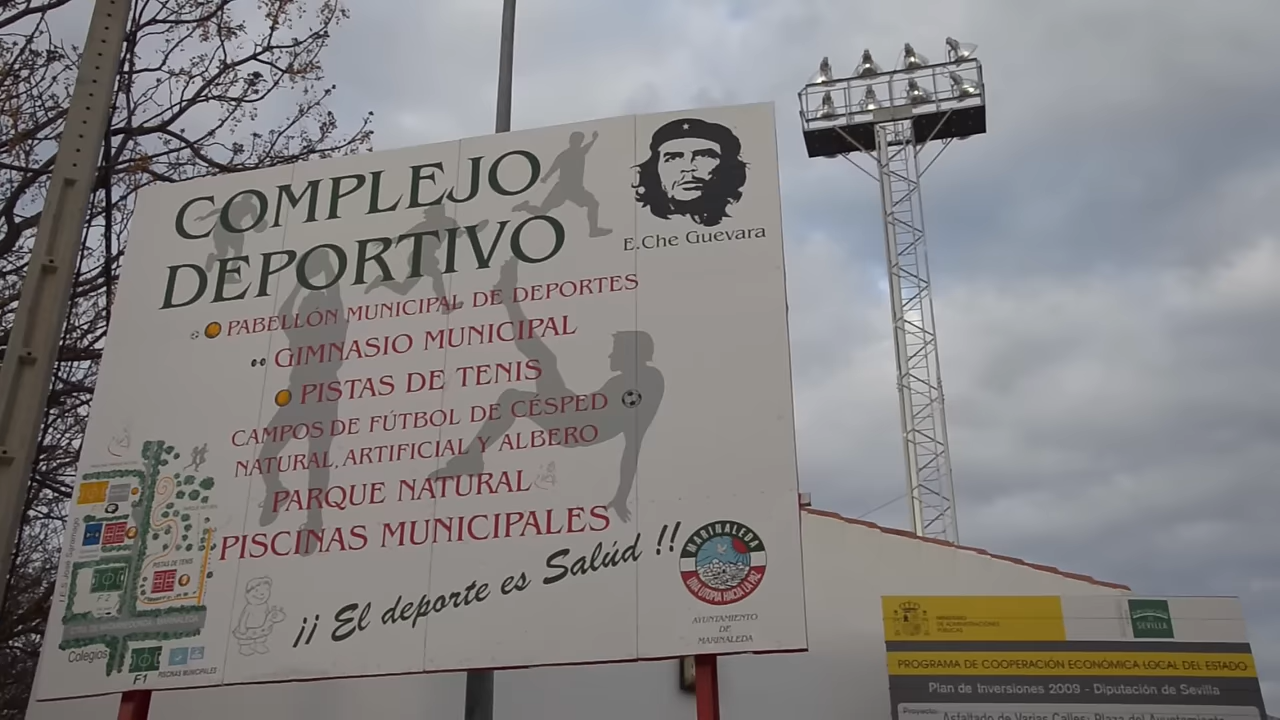 COMPLEJO
DEPORTIVO
E.Che Guevara
PABELLÓN MUNICIPAL DE DEPORTES
GIMNASIO MUNICIPAL
PISTAS DE TENIS
CAMPOS DE FÚTBOL DE CÉSPED
NATURAL, ARTIFICIAL Y ALBERO
PARQUE NATURAL
PISCINAS MUNICIPALES
¡¡ El deporte es Salúd !!
MARINALEDA
UNA UTOPIA HACIA LA PAZ
AYUNTAMIENTO
DE
MARINALEDA
PISTAS DE TENIS
F 2
Colegios
F1
PISCINAS MUNICIPALES
MINISTERIO
DE ADMINISTRACIONES
PÚBLICAS
SEVILLA
PROGRAMA DE COOPERACIÓN ECONÓMICA LOCAL DEL ESTADO
Plan de Inversiones 2009 - Diputación de Sevilla
Proyecto:
Asfaltado de Varias Calles: Plaza del